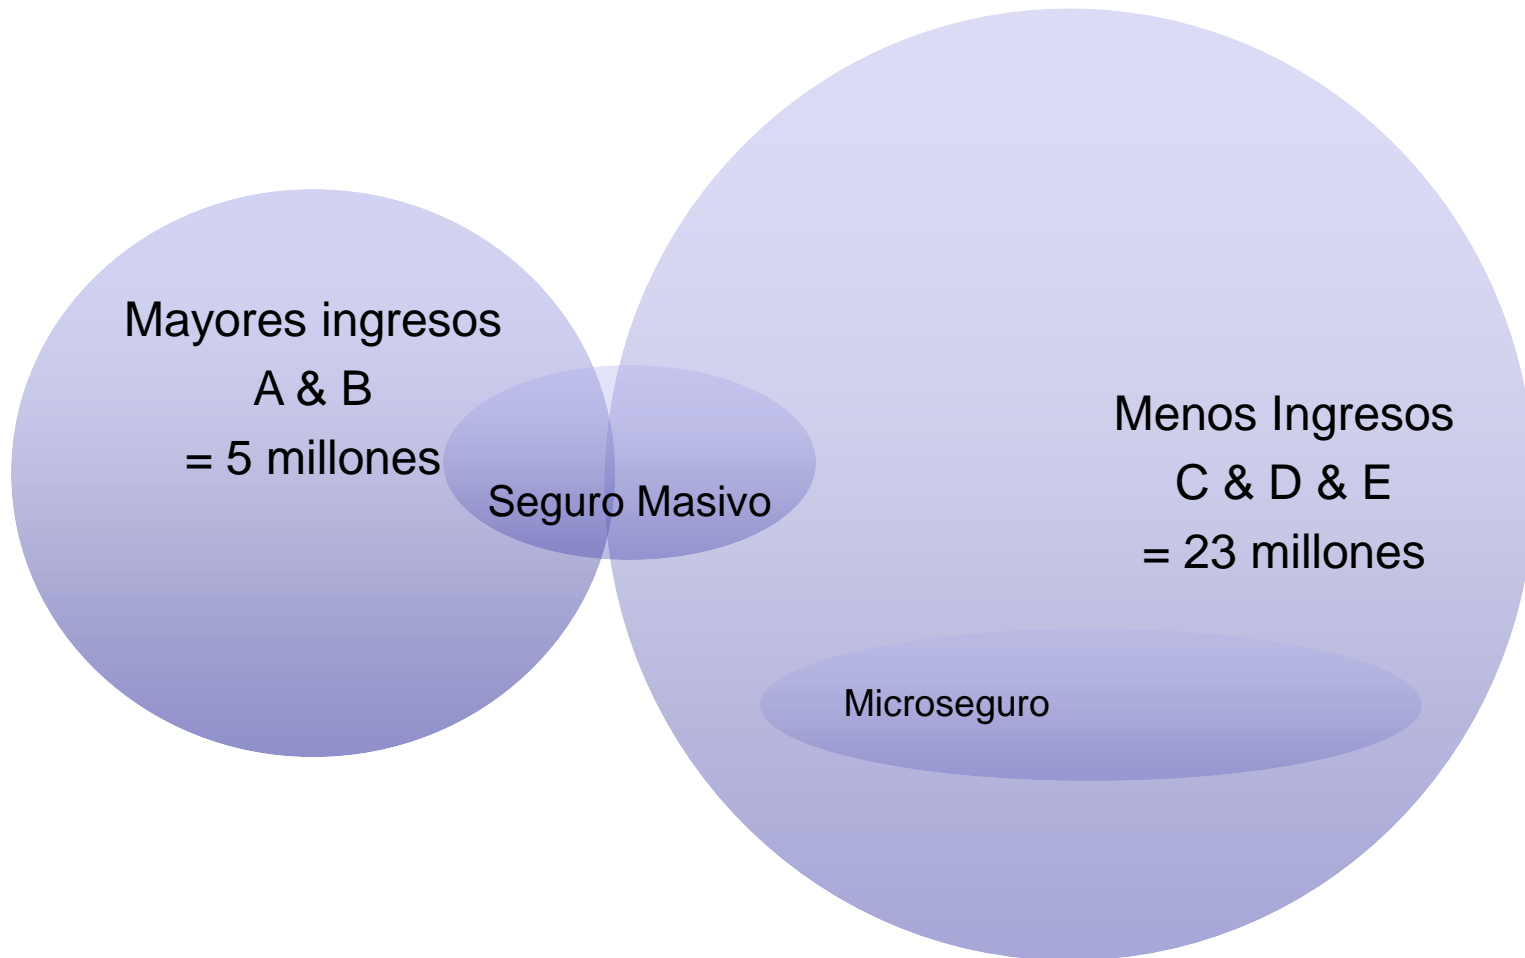 Mayores ingresos
A & B
= 5 millones
Seguro Masivo
Menos Ingresos
C & D & E
= 23 millones
Microseguro